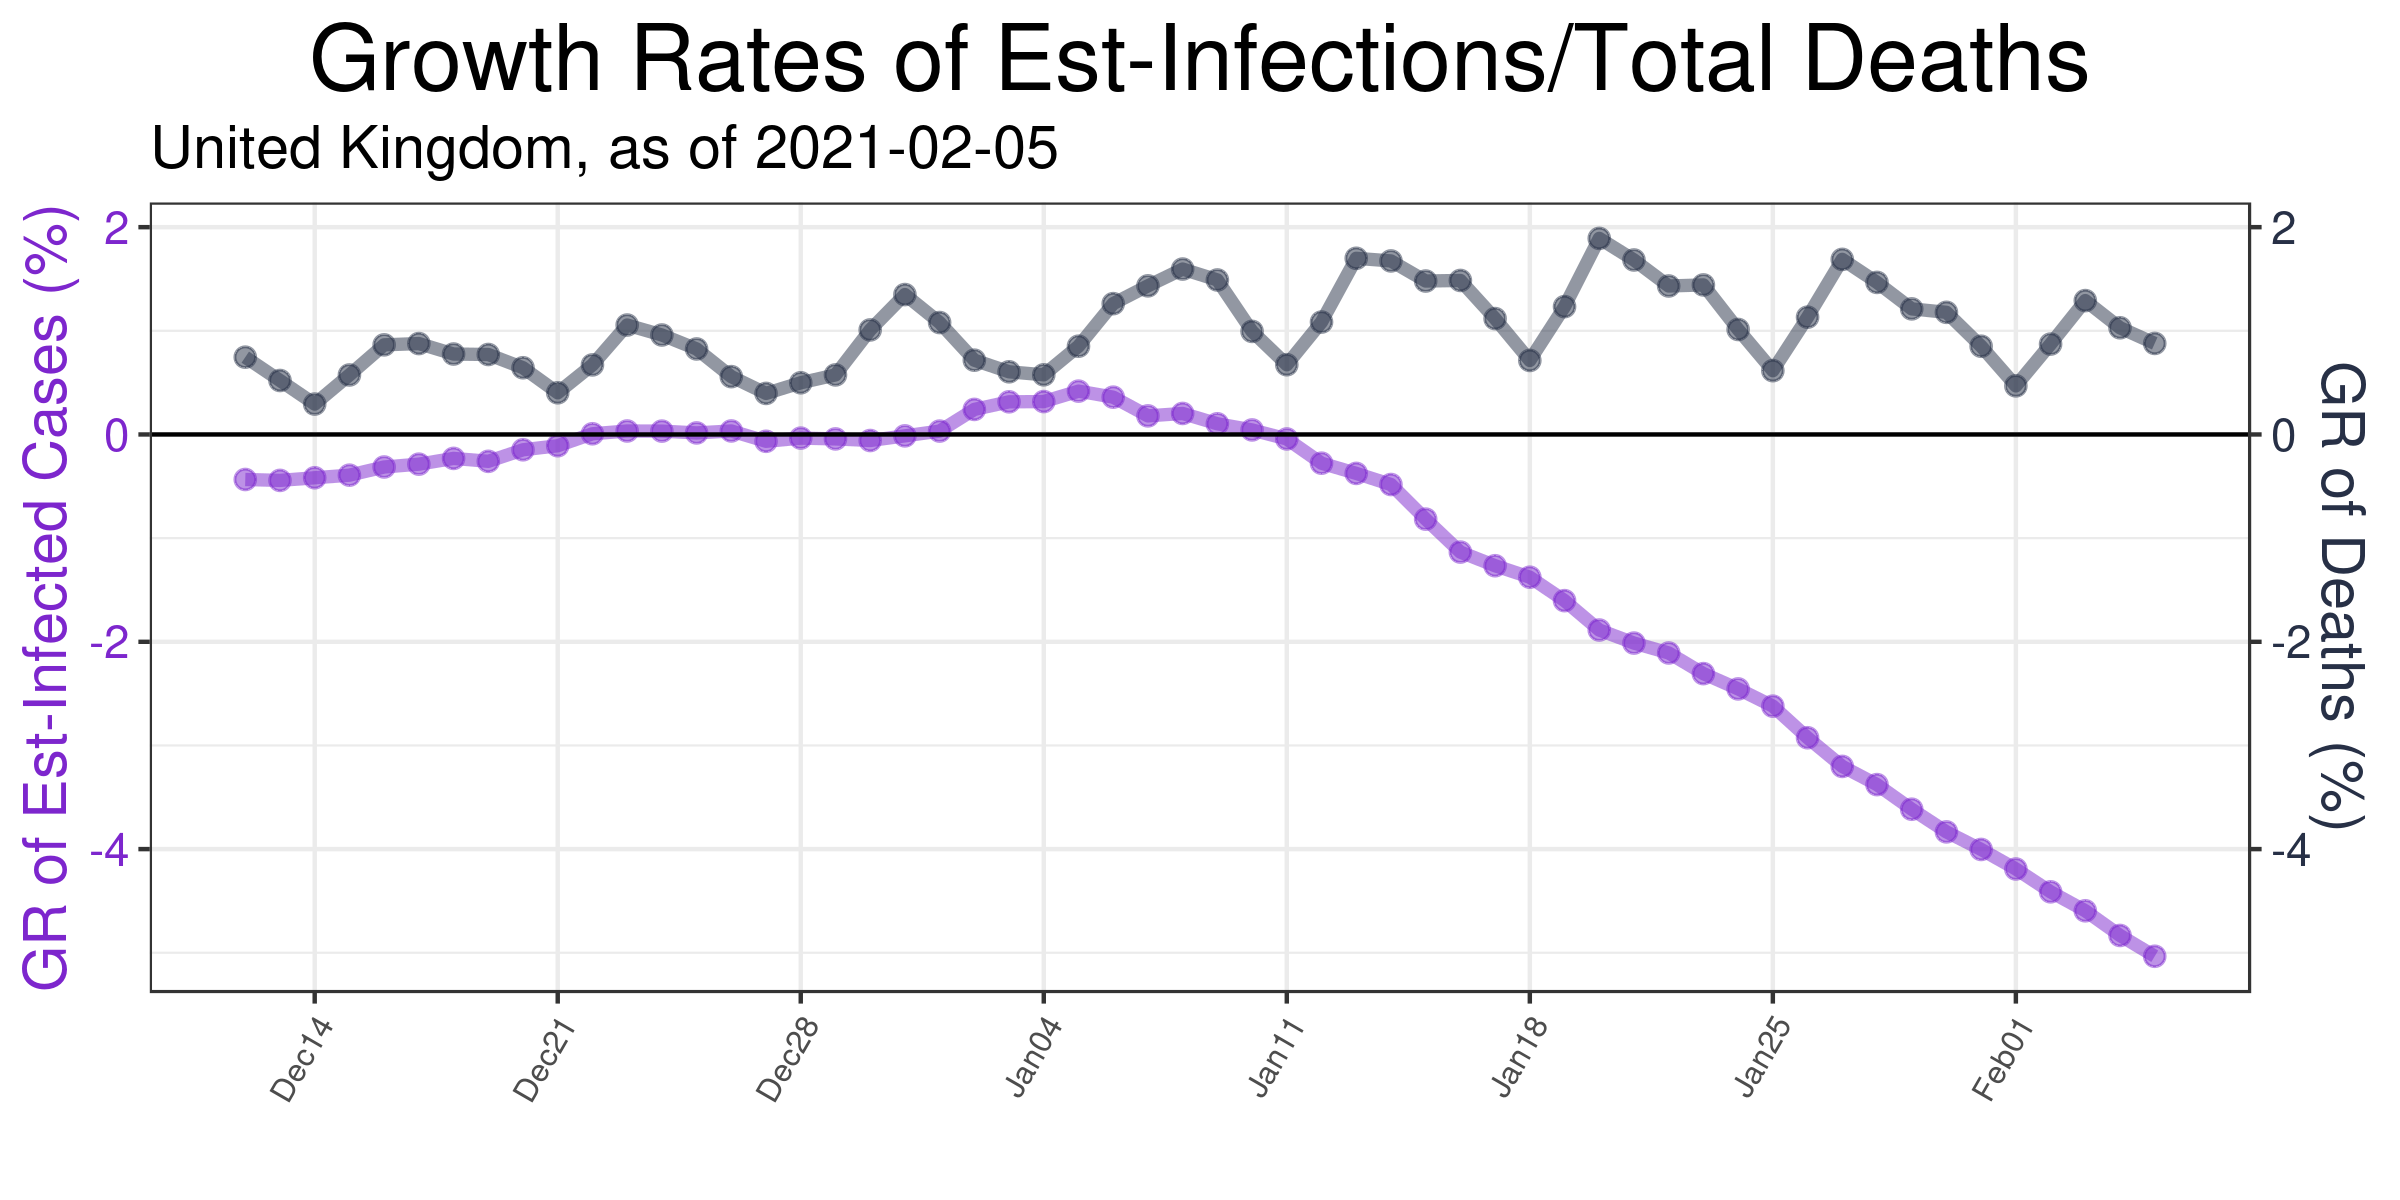 Growth Rates of Est-Infections/Total Deaths
United Kingdom, as of 2021-02-05
GR of Est-Infected Cases (%)
2
0
-2
-4
2
0
-2
-4
GR of Deaths (%)
Dec14
Dec21
Dec28
Jan04
Jan11
Jan18
Jan25
Feb01